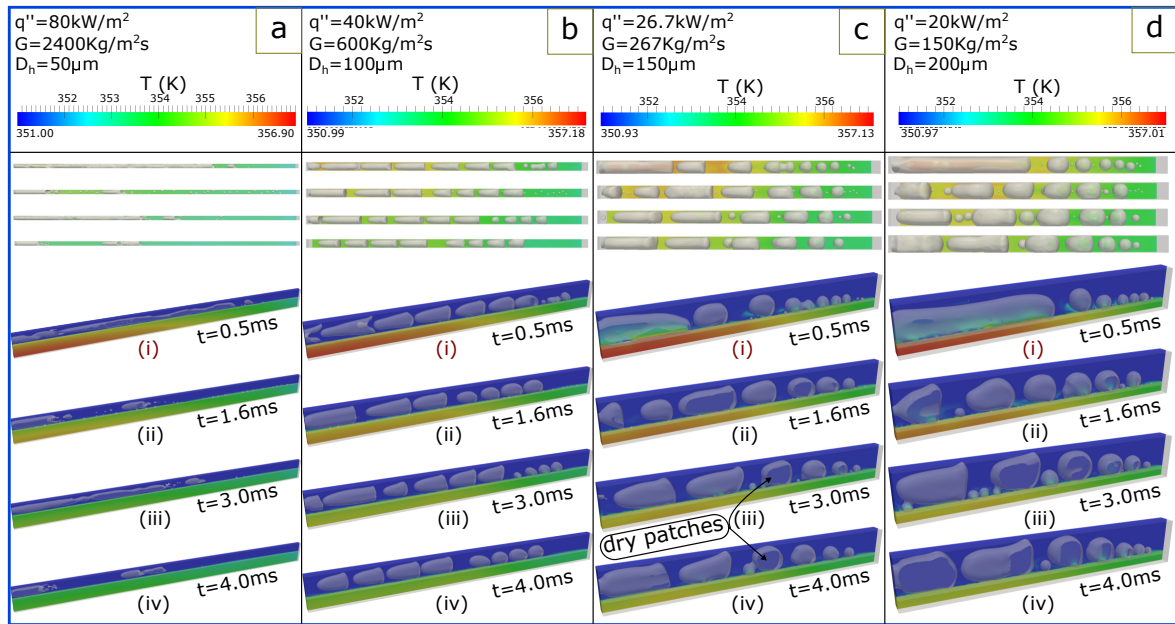 q''=80kW/m²
G=2400Kg/m²s
Dₕ=50μm
a
T (K)
352 353 354 355 356
351.00 356.90
q''=40kW/m²
G=600Kg/m²s
Dₕ=100μm
b
T (K)
352 354 356
350.99 357.18
q''=26.7kW/m²
G=267Kg/m²s
Dₕ=150μm
c
T (K)
352 354 356
350.93 357.13
q''=20kW/m²
G=150Kg/m²s
Dₕ=200μm
d
T (K)
352 354 356
350.97 357.01
t=0.5ms
(i)
t=1.6ms
(ii)
t=3.0ms
(iii)
t=4.0ms
(iv)
t=0.5ms
(i)
t=1.6ms
(ii)
t=3.0ms
(iii)
t=4.0ms
(iv)
t=0.5ms
(i)
t=1.6ms
(ii)
t=3.0ms
(iii)
dry patches
t=4.0ms
(iv)
t=0.5ms
(i)
t=1.6ms
(ii)
t=3.0ms
(iii)
t=4.0ms
(iv)